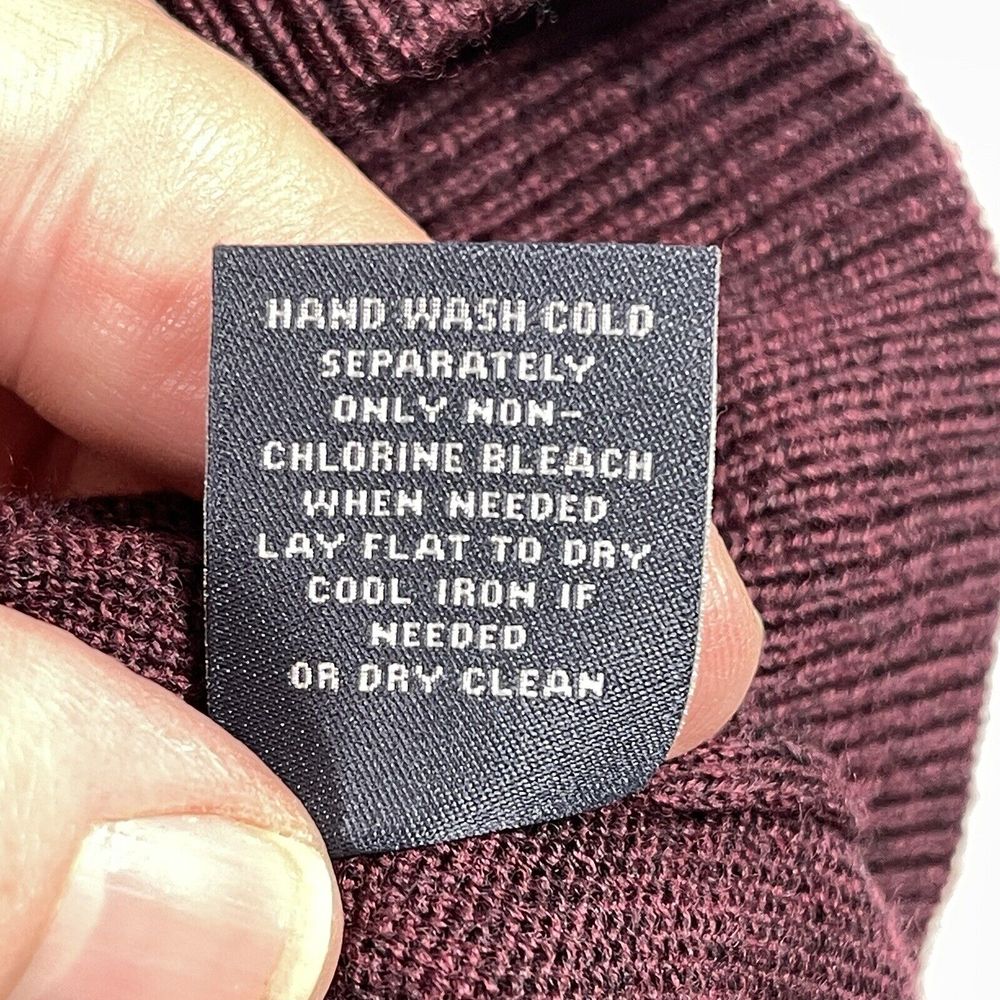 HAND WASH COLD
SEPARATELY
ONLY NON-
CHLORINE BLEACH
WHEN NEEDED
LAY FLAT TO DRY
COOL IRON IF
NEEDED
OR DRY CLEAN